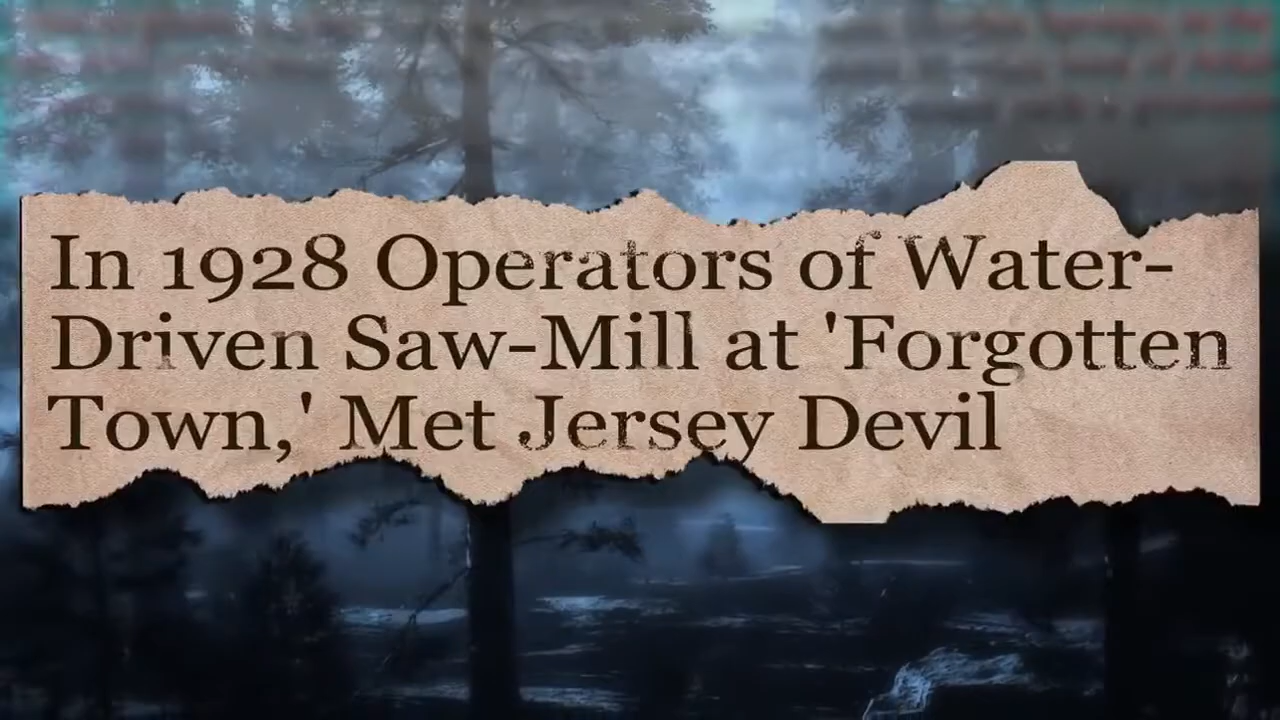 In 1928 Operators of Water-
Driven Saw-Mill at 'Forgotten
Town,' Met Jersey Devil